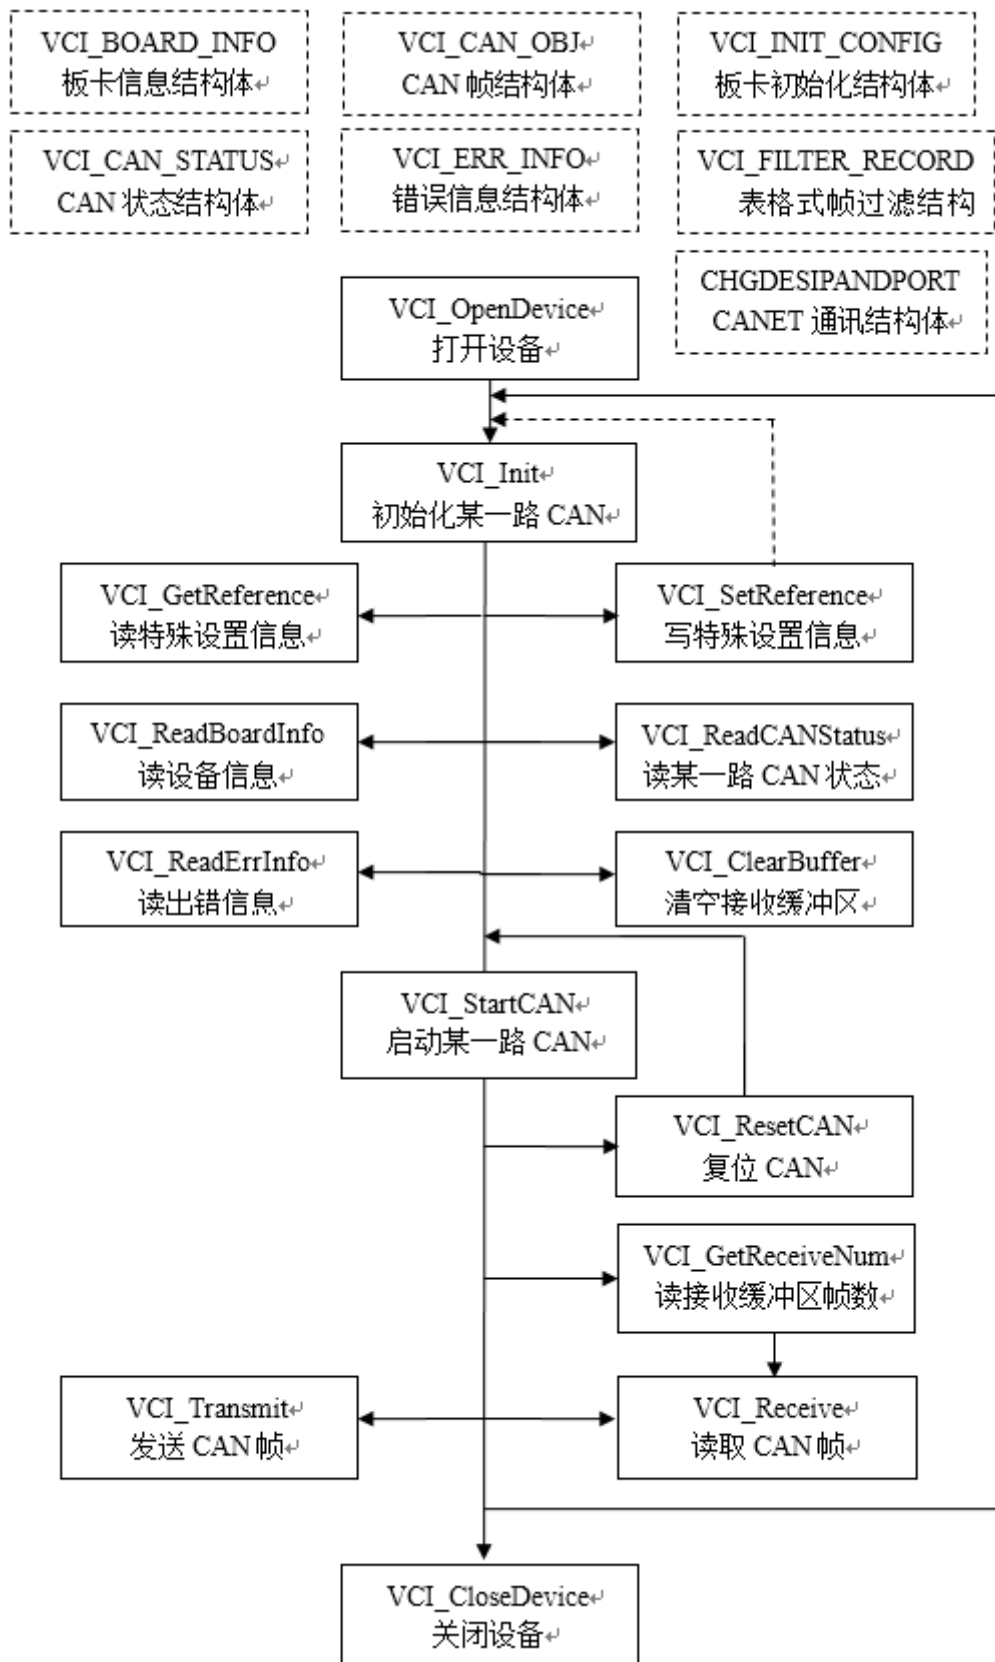 VCI_BOARD_INFO
板卡信息结构体↵
VCI_CAN_OBJ↵
CAN 帧结构体↵
VCI_INIT_CONFIG
板卡初始化结构体↵
VCI_CAN_STATUS↵
CAN 状态结构体↵
VCI_ERR_INFO↵
错误信息结构体↵
VCI_FILTER_RECORD
表格式帧过滤结构
CHGDESIPANDPORT
CANET 通讯结构体↵
VCI_OpenDevice↵
打开设备↵
VCI_Init↵
初始化某一路 CAN↵
VCI_GetReference↵
读特殊设置信息↵
VCI_SetReference↵
写特殊设置信息↵
VCI_ReadBoardInfo
读设备信息↵
VCI_ReadCANStatus↵
读某一路 CAN 状态↵
VCI_ReadErrInfo↵
读出错信息↵
VCI_ClearBuffer↵
清空接收缓冲区↵
VCI_StartCAN↵
启动某一路 CAN↵
VCI_ResetCAN↵
复位 CAN↵
VCI_GetReceiveNum↵
读接收缓冲区帧数↵
VCI_Transmit↵
发送 CAN 帧↵
VCI_Receive↵
读取 CAN 帧↵
VCI_CloseDevice↵
关闭设备↵